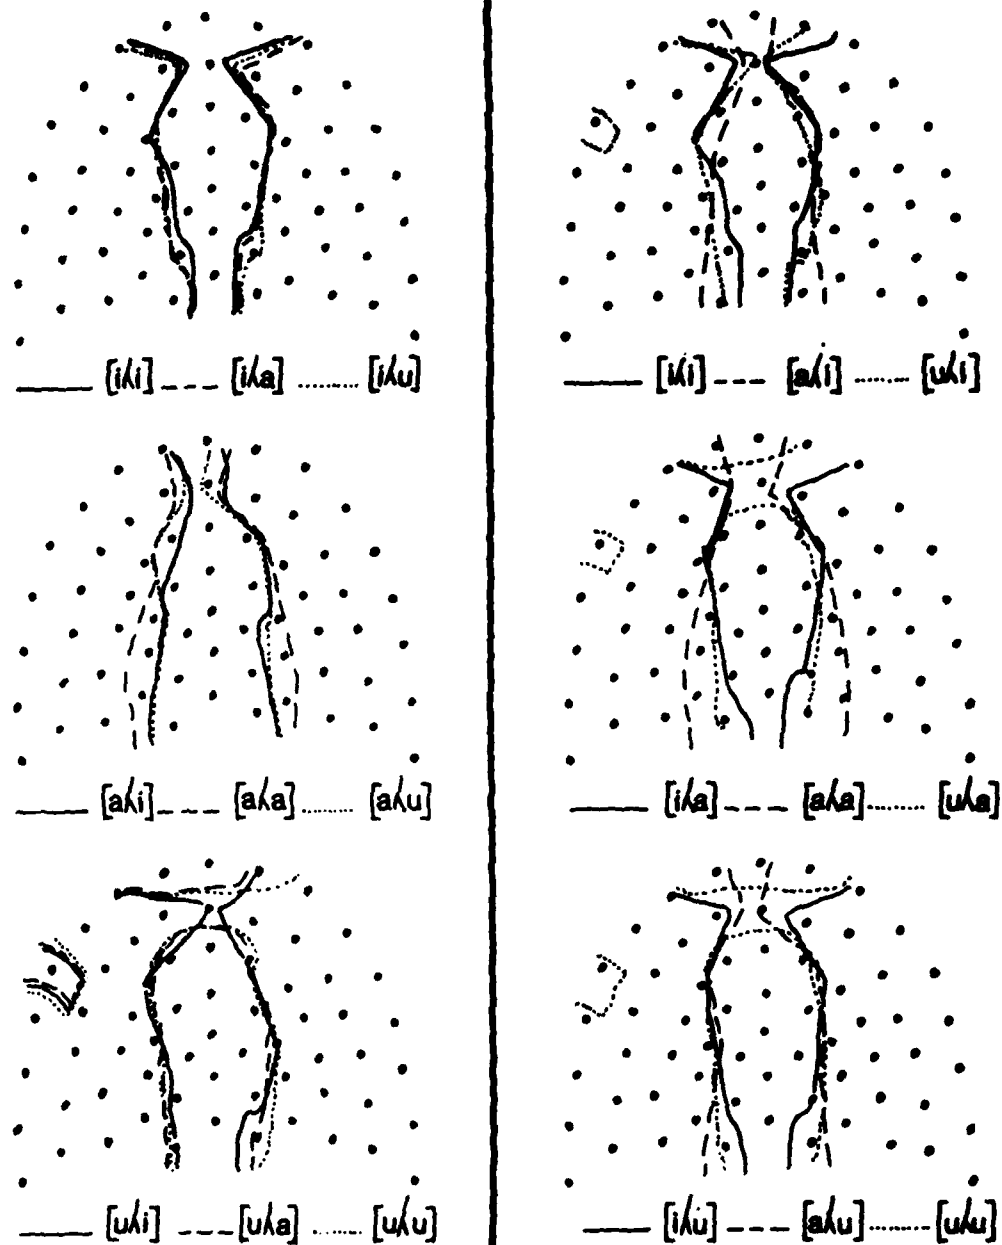 [iʎi] [iʎa] [iʎu]
[aʎi] [aʎa] [aʎu]
[uʎi] [uʎa] [uʎu]
[iʎi] [aʎi] [uʎi]
[iʎa] [aʎa] [uʎa]
[iʎu] [aʎu] [uʎu]